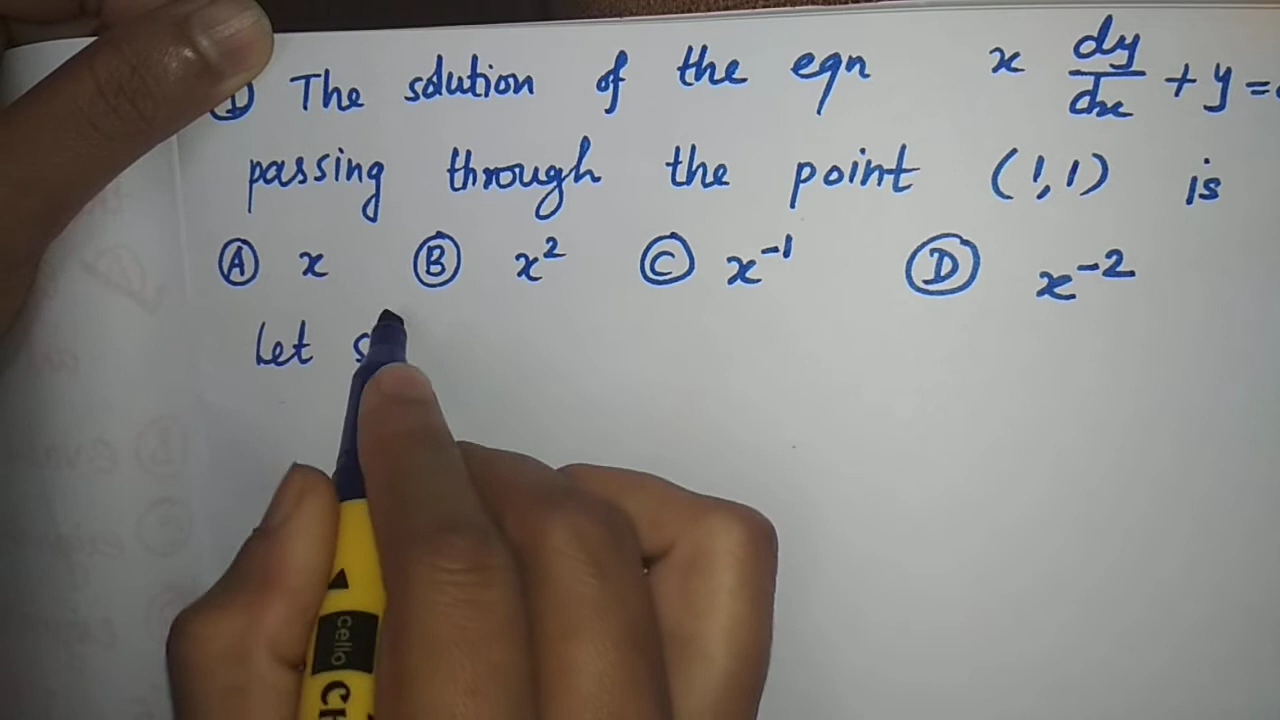 ① The solution of the eqn x dy/dx + y =
passing through the point (1,1) is
Ⓐ x Ⓑ x² Ⓒ x⁻¹ Ⓓ x⁻²
Let s
cello